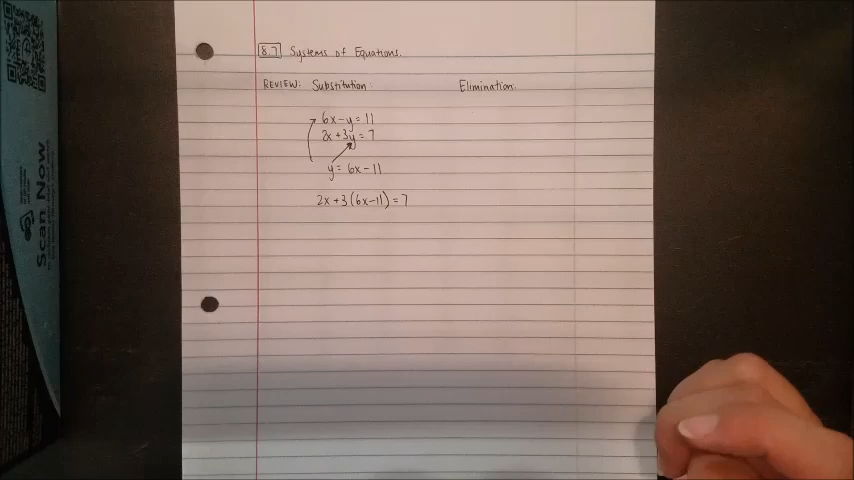 8.7 Systems of Equations.
REVIEW: Substitution: Elimination:
6x-y=11
2x+3y=7
y=6x-11
2x+3(6x-11)=7
Scan Now